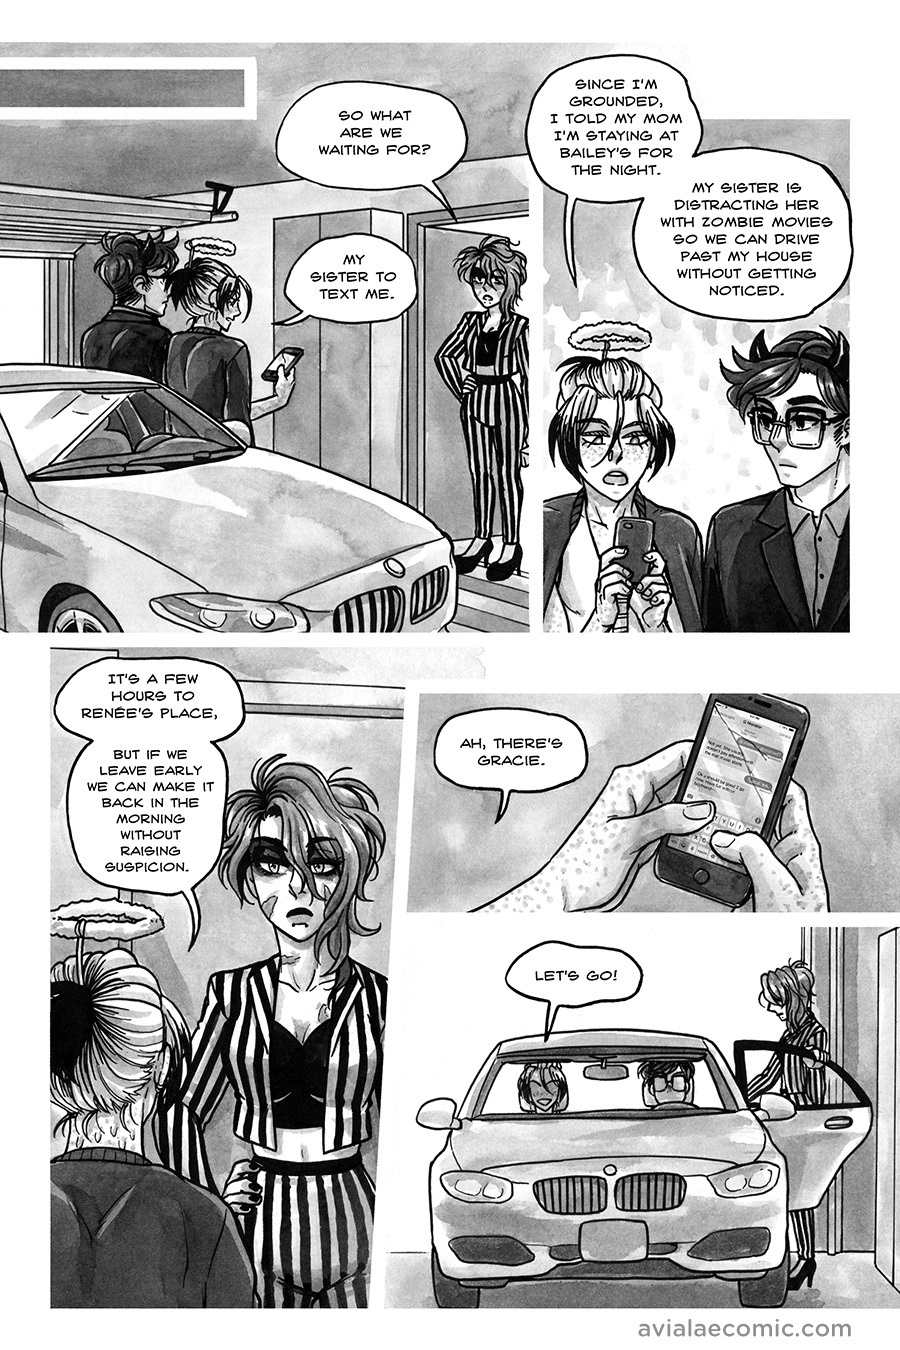 SO WHAT
ARE WE
WAITING FOR?
MY
SISTER TO
TEXT ME.
SINCE I'M
GROUNDED,
I TOLD MY MOM
I'M STAYING AT
BAILEY'S FOR
THE NIGHT.
MY SISTER IS
DISTRACTING HER
WITH ZOMBIE MOVIES
SO WE CAN DRIVE
PAST MY HOUSE
WITHOUT GETTING
NOTICED.
IT'S A FEW
HOURS TO
RENÉE'S PLACE,
BUT IF WE
LEAVE EARLY
WE CAN MAKE IT
BACK IN THE
MORNING
WITHOUT
RAISING
SUSPICION.
AH, THERE'S
GRACIE.
LET'S GO!
avialaecomic.com